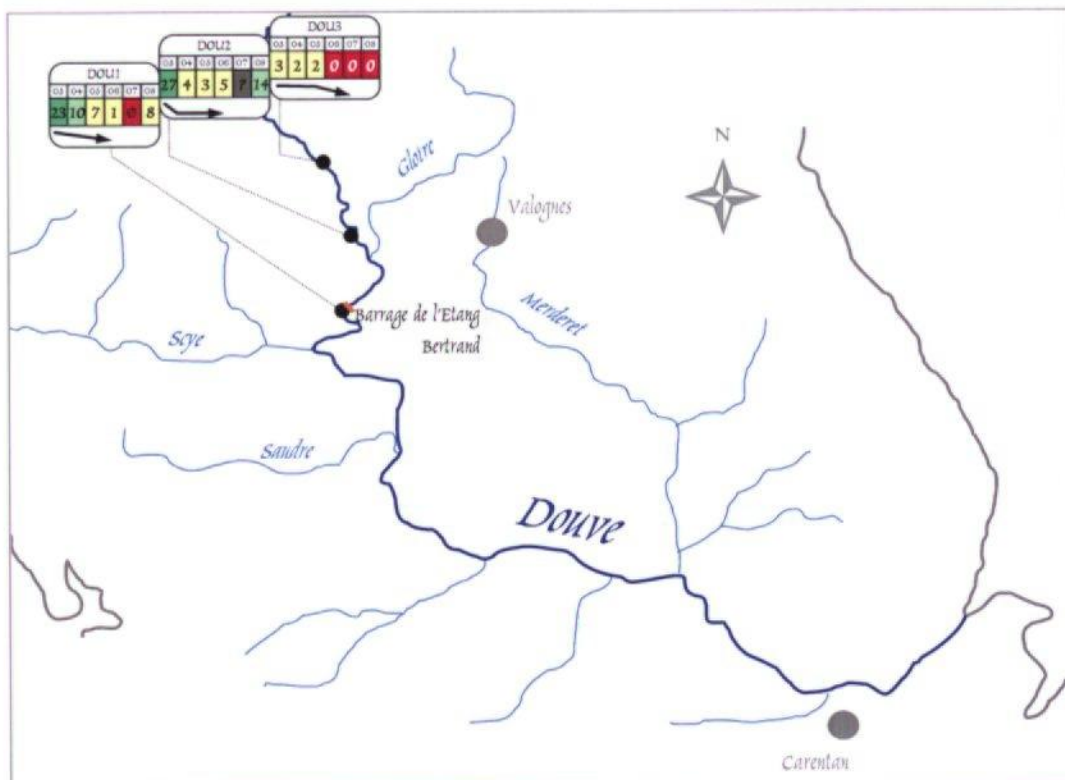 DOU3
03 04 05 06 07 08
3 2 2 0 0 0
DOU2
03 04 05 06 07 08
27 4 3 5 ? 14
DOU1
03 04 05 06 07 08
23 10 7 1 0 8
Gloire
N
Valognes
Barrage de l'Etang
Bertrand
Merderet
Scye
Saudre
Douve
Carentan